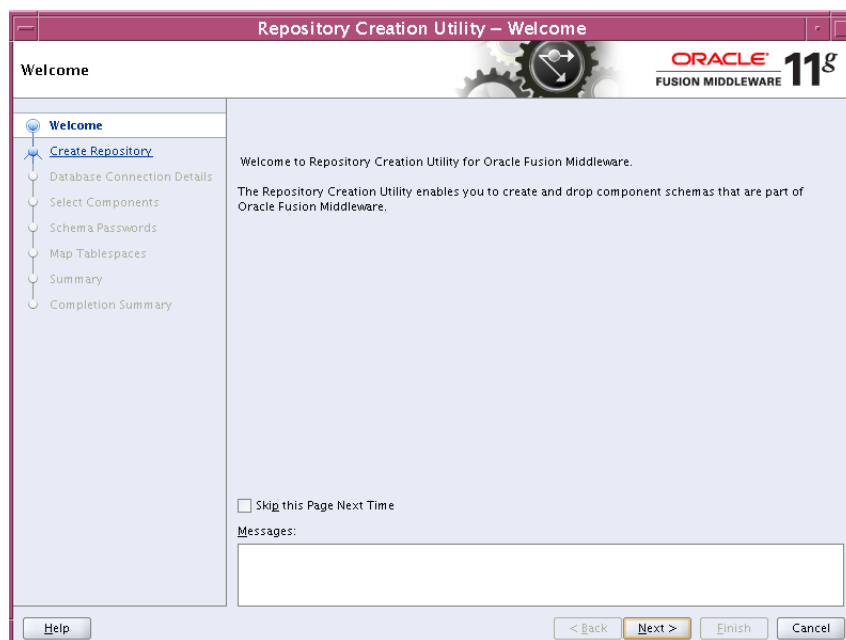 Repository Creation Utility – Welcome
Welcome
ORACLE
FUSION MIDDLEWARE
11g
Welcome
Create Repository
Database Connection Details
Select Components
Schema Passwords
Map Tablespaces
Summary
Completion Summary
Welcome to Repository Creation Utility for Oracle Fusion Middleware.
The Repository Creation Utility enables you to create and drop component schemas that are part of
Oracle Fusion Middleware.
Skip this Page Next Time
Messages:
Help
< Back
Next >
Finish
Cancel